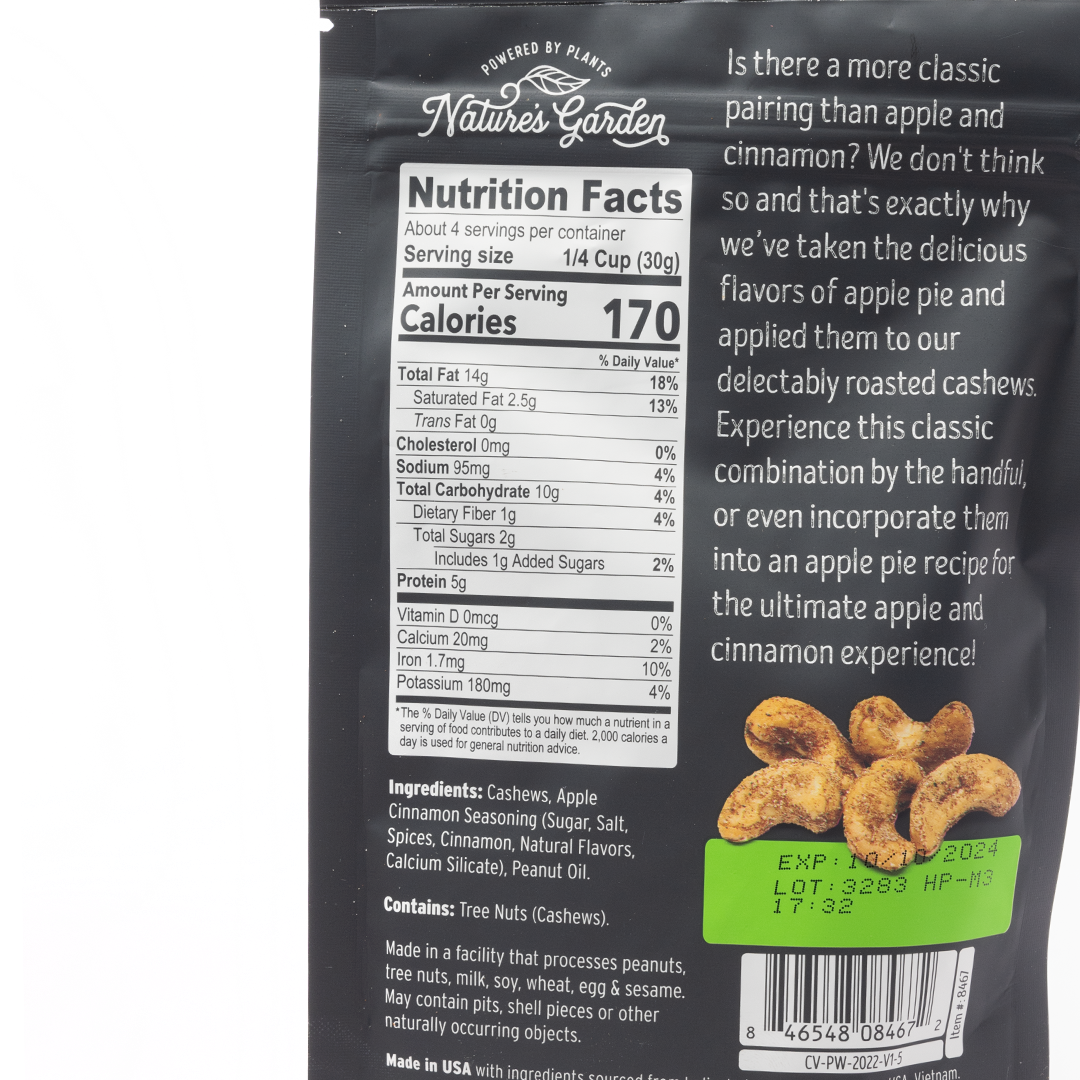 POWERED BY PLANTS
Nature's Garden
Nutrition Facts
About 4 servings per container
Serving size 1/4 Cup (30g)
Amount Per Serving
Calories 170
% Daily Value*
Total Fat 14g 18%
Saturated Fat 2.5g 13%
Trans Fat 0g
Cholesterol 0mg 0%
Sodium 95mg 4%
Total Carbohydrate 10g 4%
Dietary Fiber 1g 4%
Total Sugars 2g
Includes 1g Added Sugars 2%
Protein 5g
Vitamin D 0mcg 0%
Calcium 20mg 2%
Iron 1.7mg 10%
Potassium 180mg 4%
*The % Daily Value (DV) tells you how much a nutrient in a
serving of food contributes to a daily diet. 2,000 calories a
day is used for general nutrition advice.
Ingredients: Cashews, Apple
Cinnamon Seasoning (Sugar, Salt,
Spices, Cinnamon, Natural Flavors,
Calcium Silicate), Peanut Oil.
Contains: Tree Nuts (Cashews).
Made in a facility that processes peanuts,
tree nuts, milk, soy, wheat, egg & sesame.
May contain pits, shell pieces or other
naturally occurring objects.
Made in USA with ingredients sourced from Vietnam.
Is there a more classic
pairing than apple and
cinnamon? We don't think
so and that's exactly why
we've taken the delicious
flavors of apple pie and
applied them to our
delectably roasted cashews.
Experience this classic
combination by the handful,
or even incorporate them
into an apple pie recipe for
the ultimate apple and
cinnamon experience!
EXP:10/10/2024
LOT:3283 HP-M3
17:32
8 46548 08467 2
Item #: 8467
CV-PW-2022-V1-5